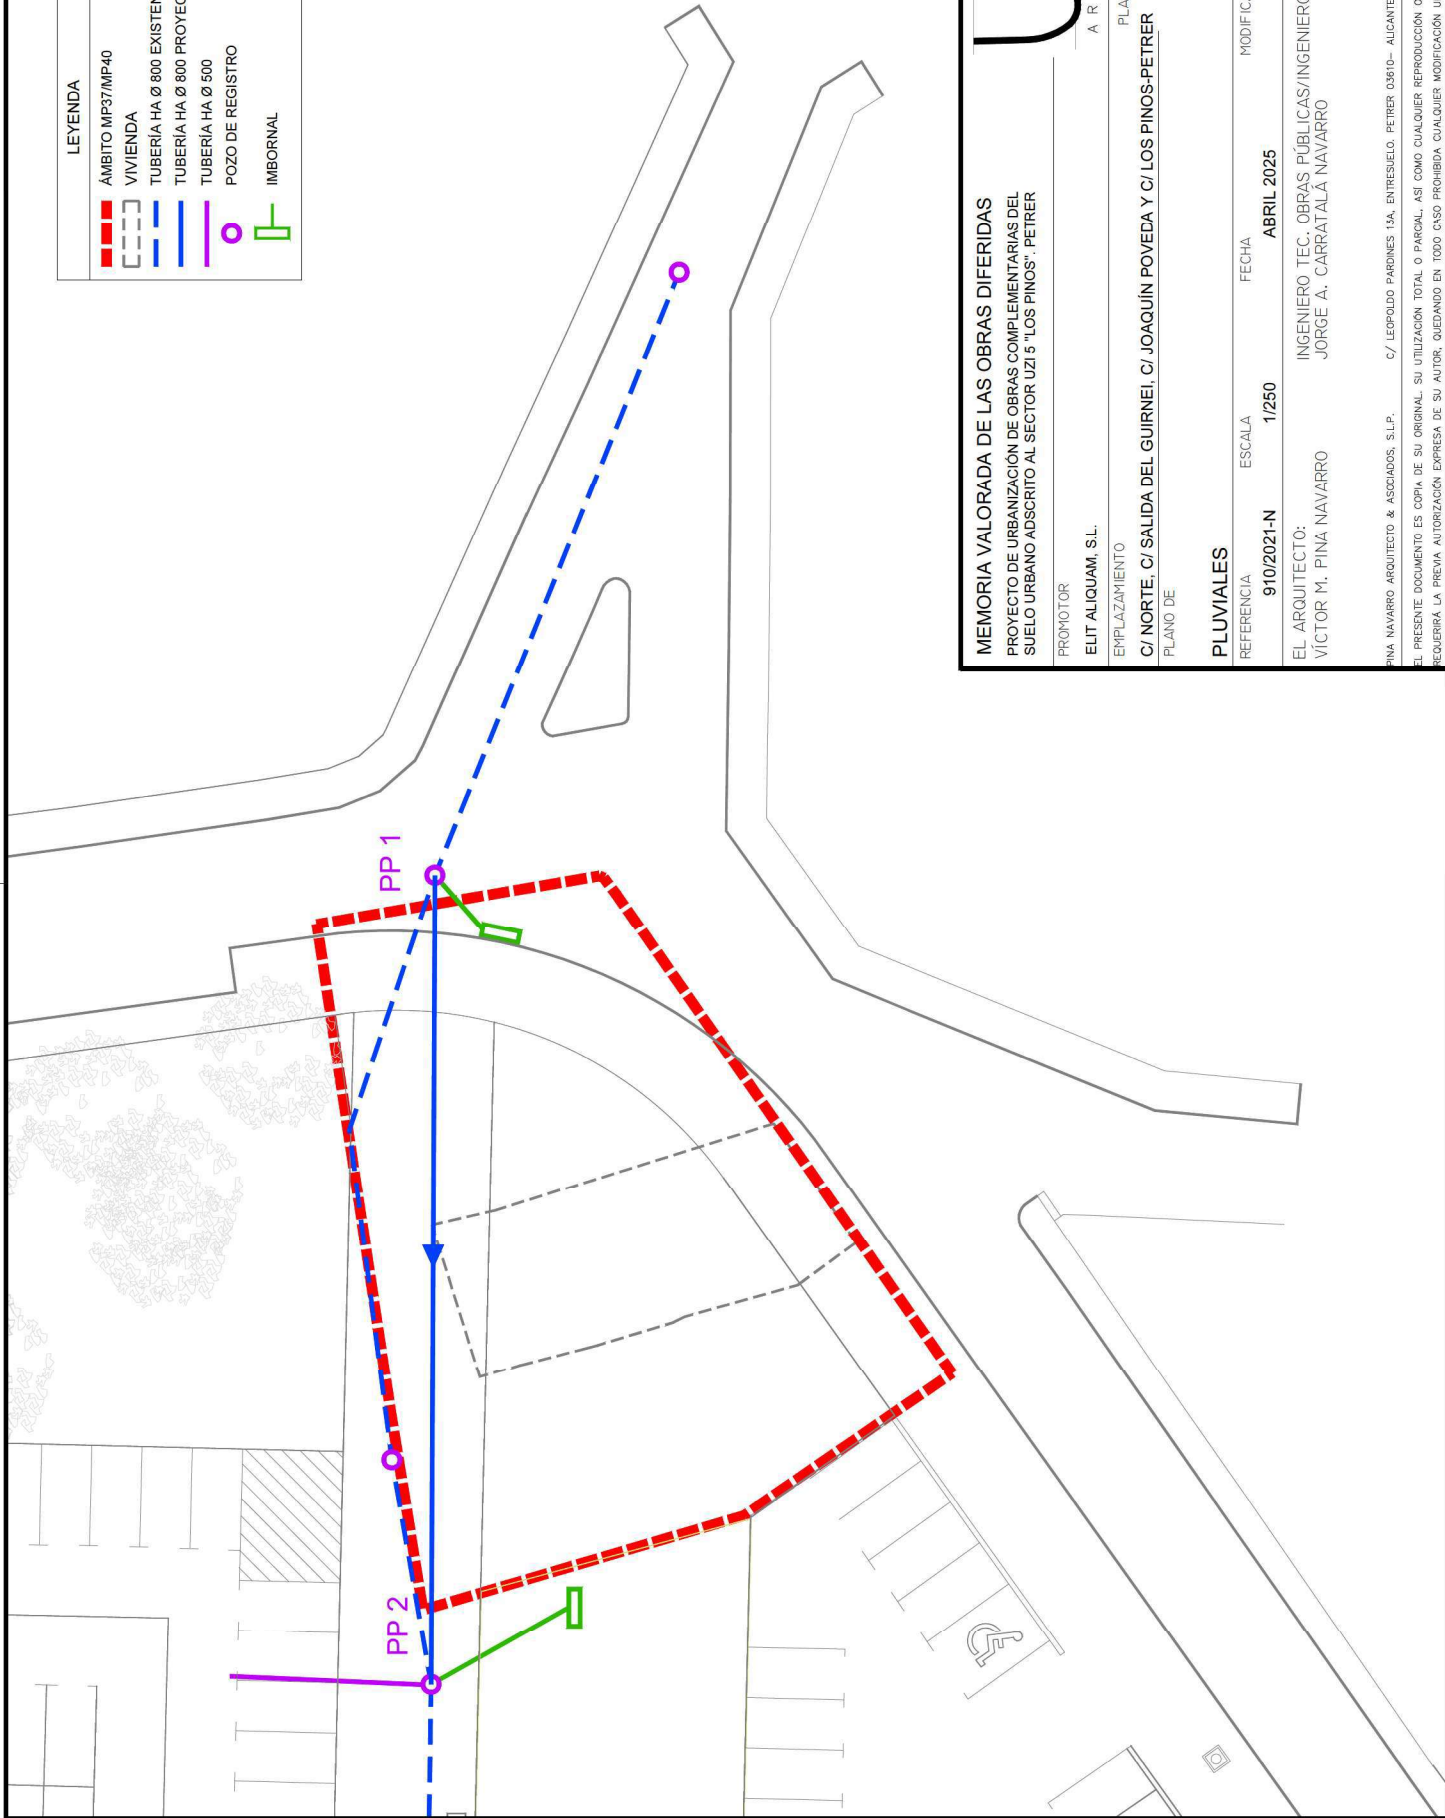 LEYENDA
ÁMBITO MP37/MP40
VIVIENDA
TUBERÍA HA Ø 800 EXISTEN
TUBERÍA HA Ø 800 PROYEC
TUBERÍA HA Ø 500
POZO DE REGISTRO
IMBORNAL
PP 1
PP 2
MEMORIA VALORADA DE LAS OBRAS DIFERIDAS
PROYECTO DE URBANIZACIÓN DE OBRAS COMPLEMENTARIAS DEL
SUELO URBANO ADSCRITO AL SECTOR UZI 5 "LOS PINOS". PETRER
A R
PROMOTOR
ELIT ALIQUAM, S.L.
EMPLAZAMIENTO
PLA
C/ NORTE, C/ SALIDA DEL GUIRNEI, C/ JOAQUÍN POVEDA Y C/ LOS PINOS-PETRER
PLANO DE
PLUVIALES
REFERENCIA ESCALA FECHA MODIFICA
910/2021-N 1/250 ABRIL 2025
EL ARQUITECTO: INGENIERO TEC. OBRAS PÚBLICAS/INGENIERO
VÍCTOR M. PINA NAVARRO JORGE A. CARRATALÁ NAVARRO
PINA NAVARRO ARQUITECTO & ASOCIADOS, S.L.P. C/ LEOPOLDO PARDINES 13A, ENTRESUELO. PETRER 03610- ALICANTE
EL PRESENTE DOCUMENTO ES COPIA DE SU ORIGINAL. SU UTILIZACIÓN TOTAL O PARCIAL, ASÍ COMO CUALQUIER REPRODUCCIÓN O
REQUERIRÁ LA PREVIA AUTORIZACIÓN EXPRESA DE SU AUTOR, QUEDANDO EN TODO CASO PROHIBIDA CUALQUIER MODIFICACIÓN U